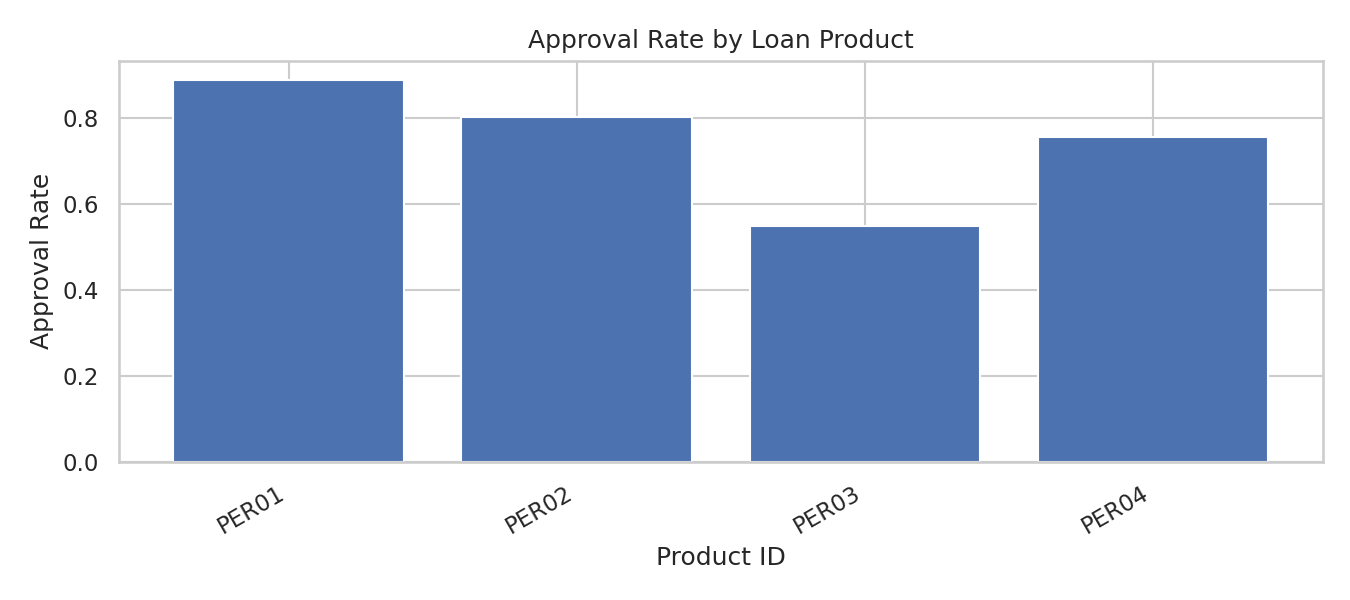 Approval Rate by Loan Product
Approval Rate
0.8
0.6
0.4
0.2
0.0
PER01
PER02
PER03
PER04
Product ID